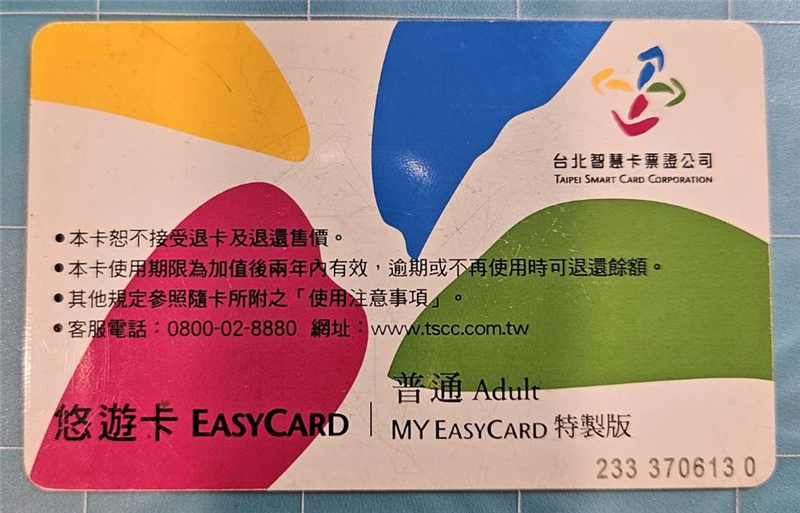 台北智慧卡票證公司
TAIPEI SMART CARD CORPORATION
•本卡恕不接受退卡及退還售價。
•本卡使用期限為加值後兩年內有效，逾期或不再使用時可退還餘額。
•其他規定參照隨卡所附之「使用注意事項」。
•客服電話：0800-02-8880 網址：www.tscc.com.tw
悠遊卡 EASYCARD
普通 Adult
MY EASYCARD 特製版
233 370613 0